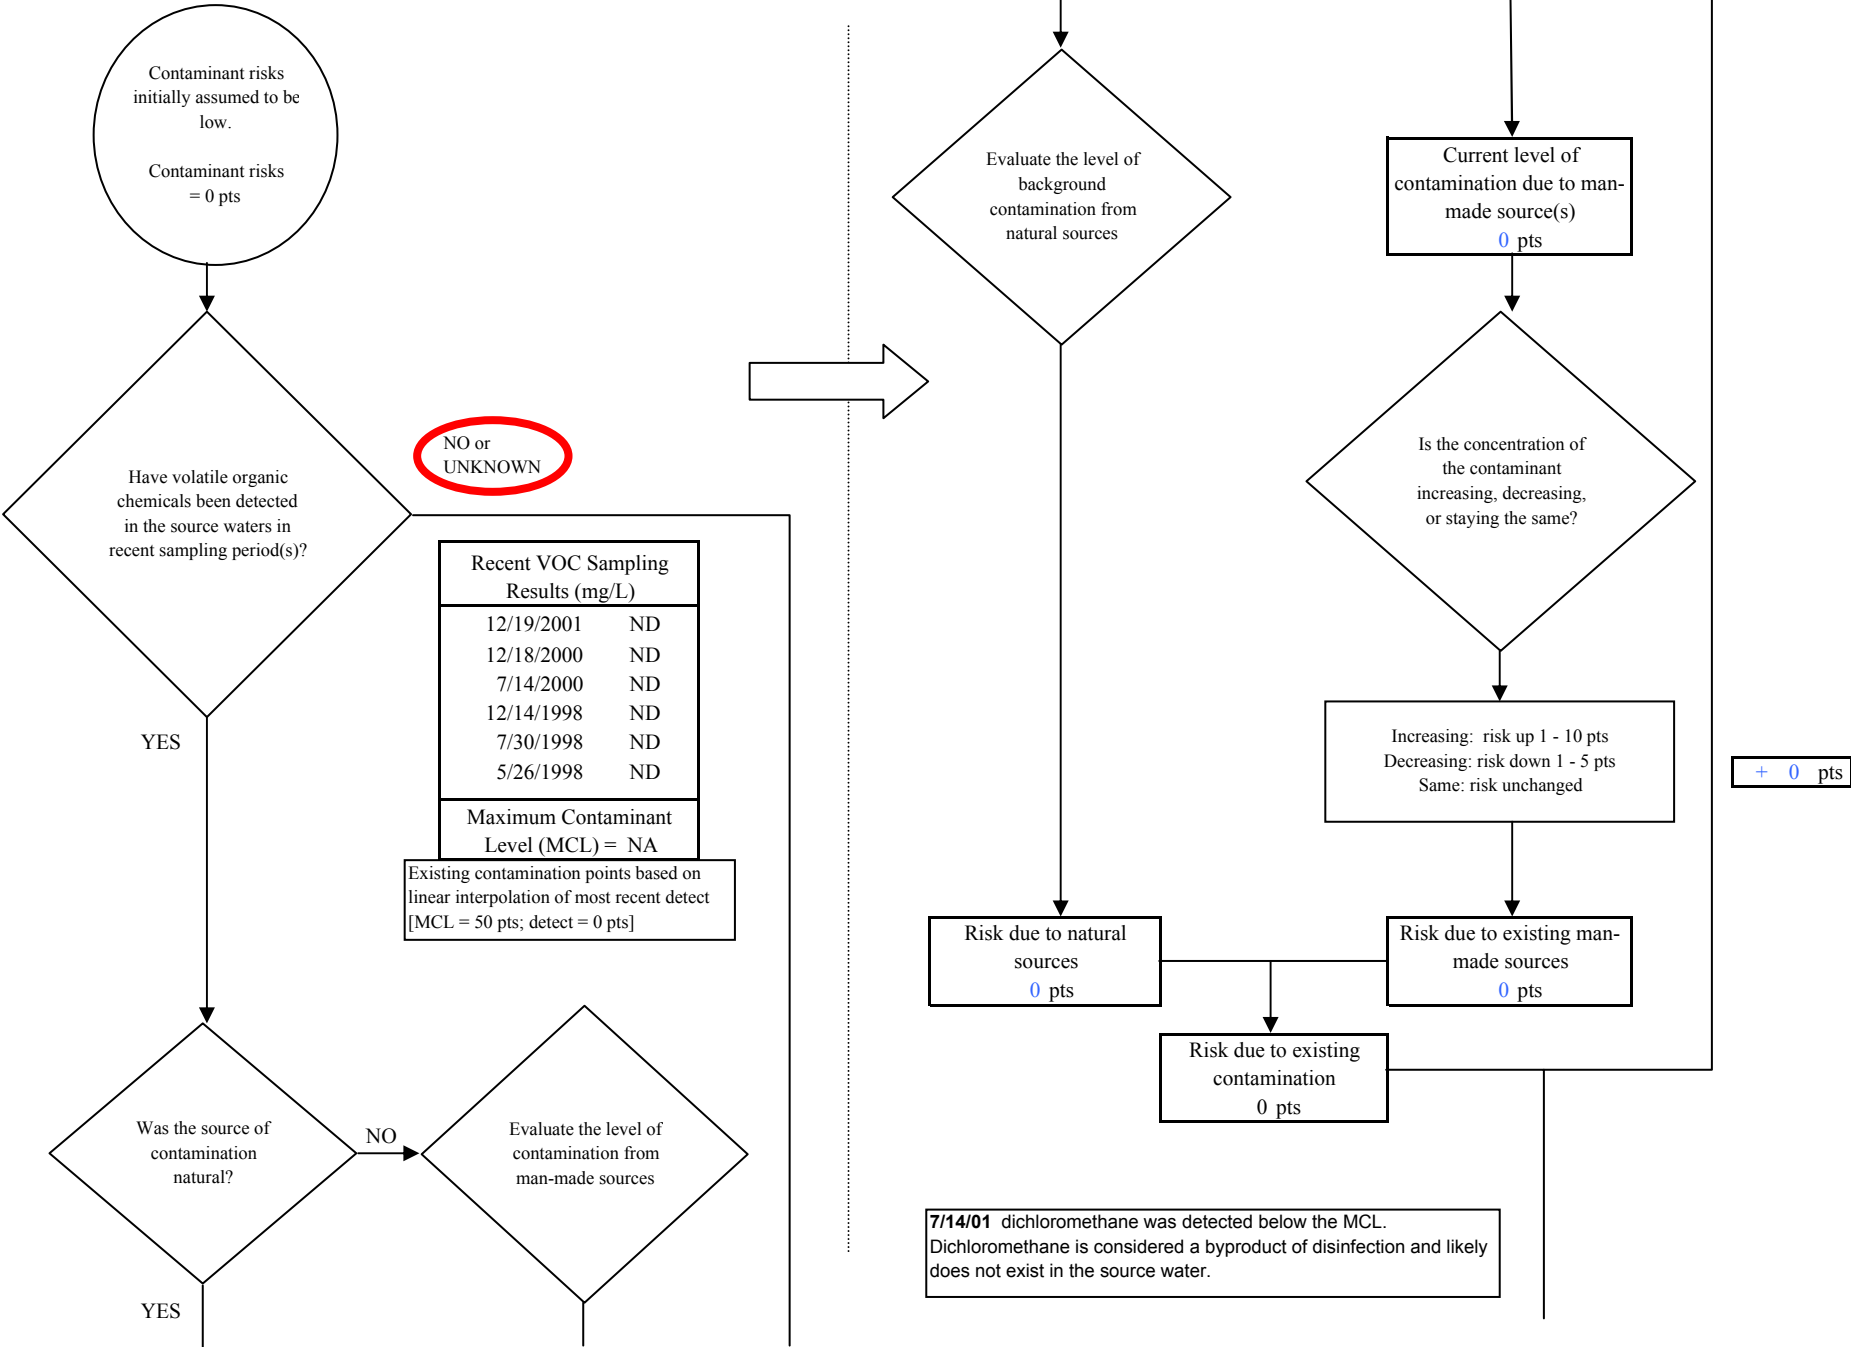 Contaminant risks
initially assumed to be
low.
Contaminant risks
= 0 pts
Have volatile organic
chemicals been detected
in the source waters in
recent sampling period(s)?
NO or
UNKNOWN
Recent VOC Sampling
Results (mg/L)
12/19/2001 ND
12/18/2000 ND
7/14/2000 ND
12/14/1998 ND
7/30/1998 ND
5/26/1998 ND
Maximum Contaminant
Level (MCL) = NA
Existing contamination points based on
linear interpolation of most recent detect
[MCL = 50 pts; detect = 0 pts]
YES
Was the source of
contamination
natural?
NO
Evaluate the level of
contamination from
man-made sources
YES
Evaluate the level of
background
contamination from
natural sources
Current level of
contamination due to man-
made source(s)
0 pts
Is the concentration of
the contaminant
increasing, decreasing,
or staying the same?
Increasing: risk up 1 - 10 pts
Decreasing: risk down 1 - 5 pts
Same: risk unchanged
+ 0 pts
Risk due to natural
sources
0 pts
Risk due to existing man-
made sources
0 pts
Risk due to existing
contamination
0 pts
7/14/01 dichloromethane was detected below the MCL.
Dichloromethane is considered a byproduct of disinfection and likely
does not exist in the source water.